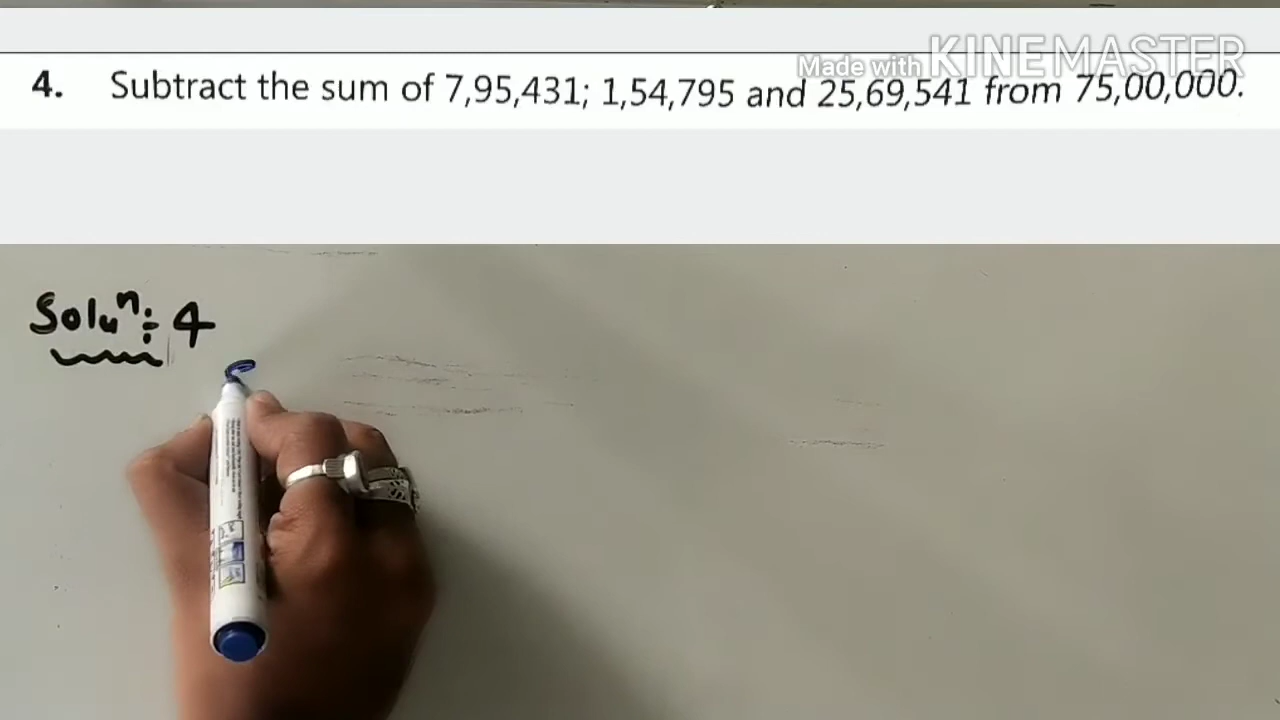 Made with KINEMASTER
4. Subtract the sum of 7,95,431; 1,54,795 and 25,69,541 from 75,00,000.
Soluⁿ÷ 4